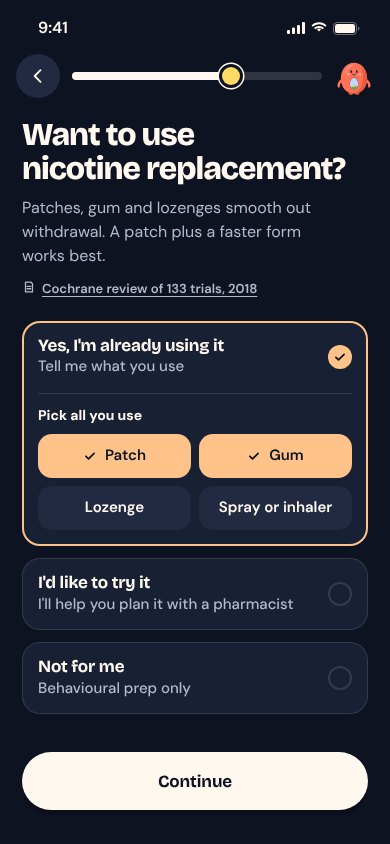 9:41
Want to use
nicotine replacement?
Patches, gum and lozenges smooth out
withdrawal. A patch plus a faster form
works best.
Cochrane review of 133 trials, 2018
Yes, I'm already using it
Tell me what you use
Pick all you use
Patch
Gum
Lozenge
Spray or inhaler
I'd like to try it
I'll help you plan it with a pharmacist
Not for me
Behavioural prep only
Continue